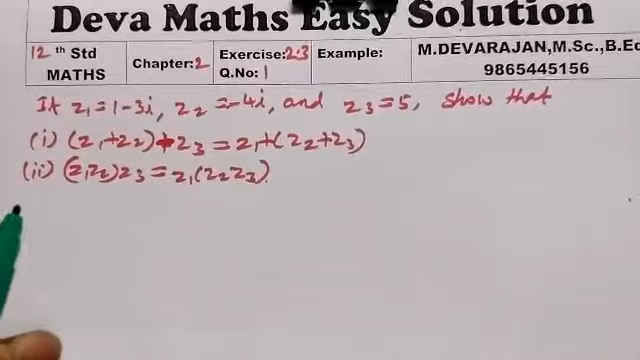 Deva Maths Easy Solution
12 th Std MATHS Chapter: 2 Exercise: 2.3 Q.No: 1 Example: M.DEVARAJAN,M.Sc.,B.Ed 9865445156
If z₁=1-3i, z₂=-4i, and z₃=5, show that
(i) (z₁+z₂)+z₃=z₁+(z₂+z₃)
(ii) (z₁z₂)z₃=z₁(z₂z₃).